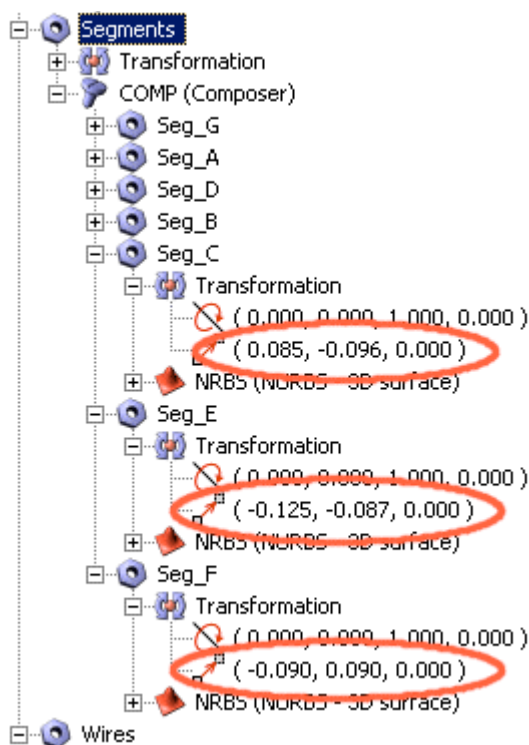 Segments
Transformation
COMP (Composer)
Seg_G
Seg_A
Seg_D
Seg_B
Seg_C
Transformation
( 0.000, 0.000, 1.000, 0.000 )
( 0.085, -0.096, 0.000 )
NRBS (NURBS - 3D surface)
Seg_E
Transformation
( 0.000, 0.000, 1.000, 0.000 )
( -0.125, -0.087, 0.000 )
NRBS (NURBS - 3D surface)
Seg_F
Transformation
( 0.000, 0.000, 1.000, 0.000 )
( -0.090, 0.090, 0.000 )
NRBS (NURBS - 3D surface)
Wires